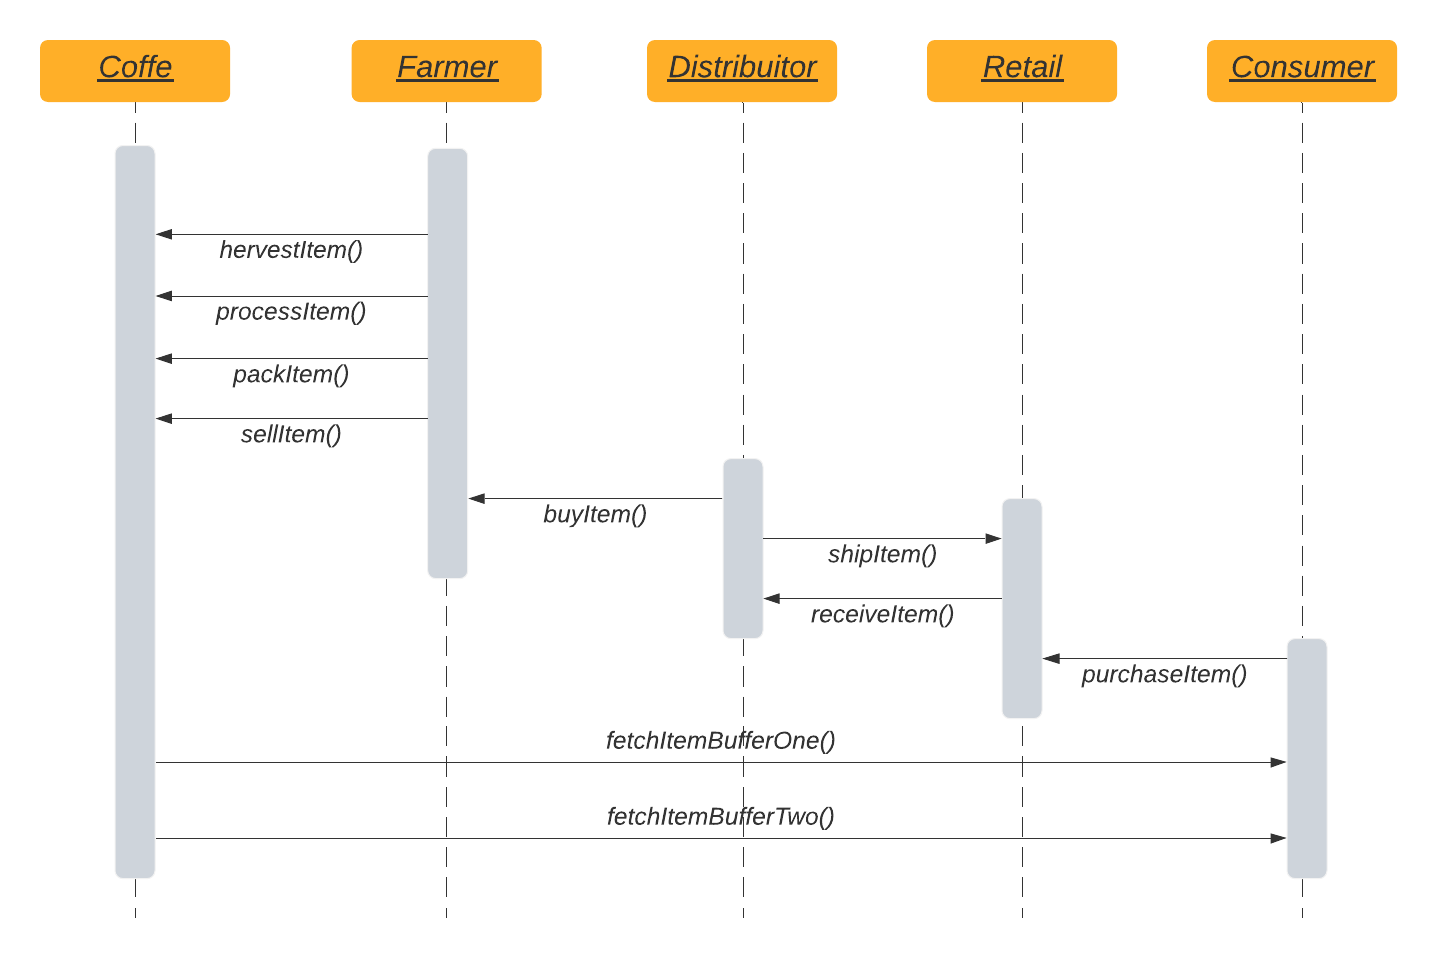 Coffe
Farmer
Distribuitor
Retail
Consumer
hervestItem()
processItem()
packItem()
sellItem()
buyItem()
shipItem()
receiveItem()
purchaseItem()
fetchItemBufferOne()
fetchItemBufferTwo()